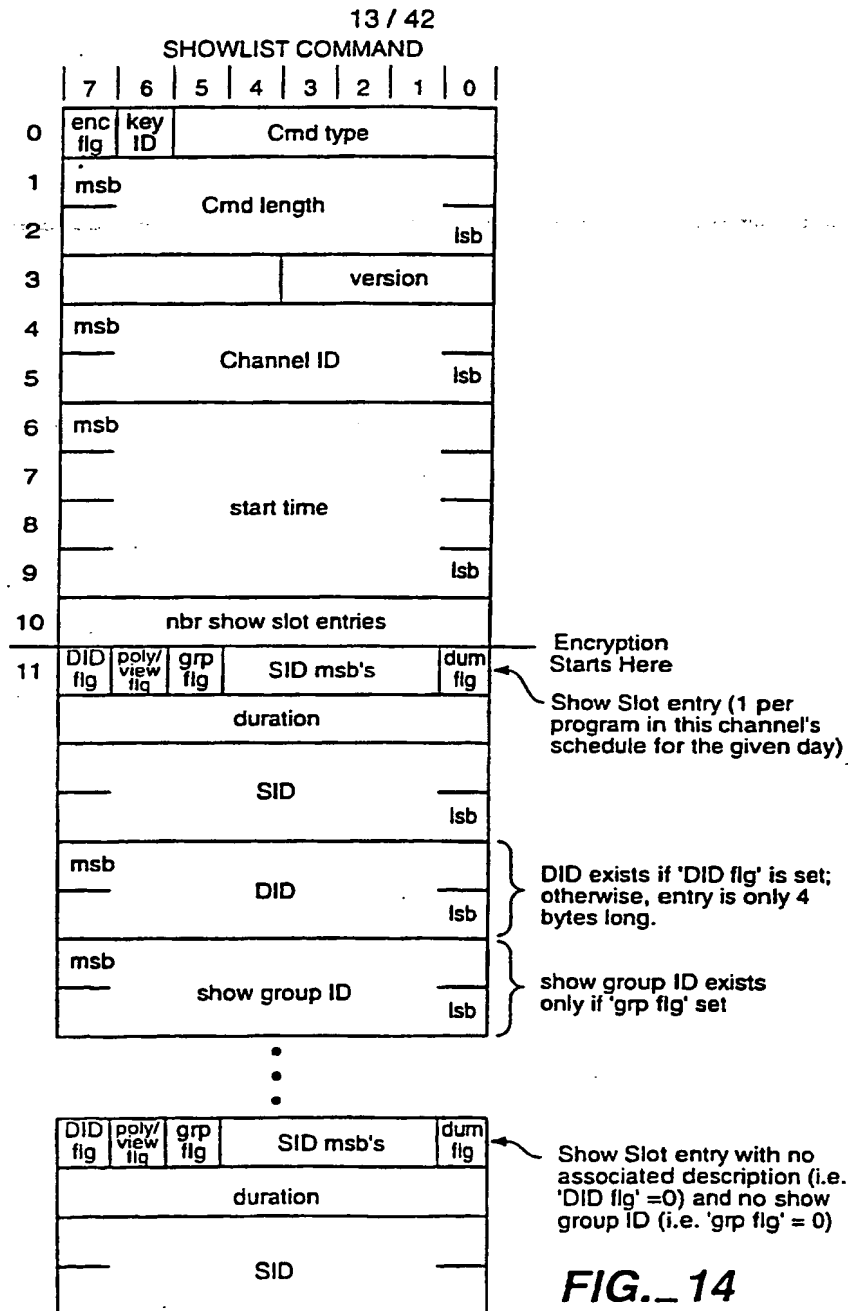 13 / 42
SHOWLIST COMMAND
7 6 5 4 3 2 1 0
0 enc flg key ID Cmd type
1 msb
Cmd length
2 lsb
3 version
4 msb
Channel ID
5 lsb
6 msb
7
start time
8
9 lsb
10 nbr show slot entries
Encryption
Starts Here
11 DID flg poly/ view flg grp flg SID msb's dum flg
Show Slot entry (1 per
program in this channel's
schedule for the given day)
duration
SID
lsb
msb
DID
lsb
DID exists if 'DID flg' is set;
otherwise, entry is only 4
bytes long.
msb
show group ID
lsb
show group ID exists
only if 'grp flg' set
DID flg poly/ view flg grp flg SID msb's dum flg
Show Slot entry with no
associated description (i.e.
'DID flg' =0) and no show
group ID (i.e. 'grp flg' = 0)
duration
SID
FIG._14